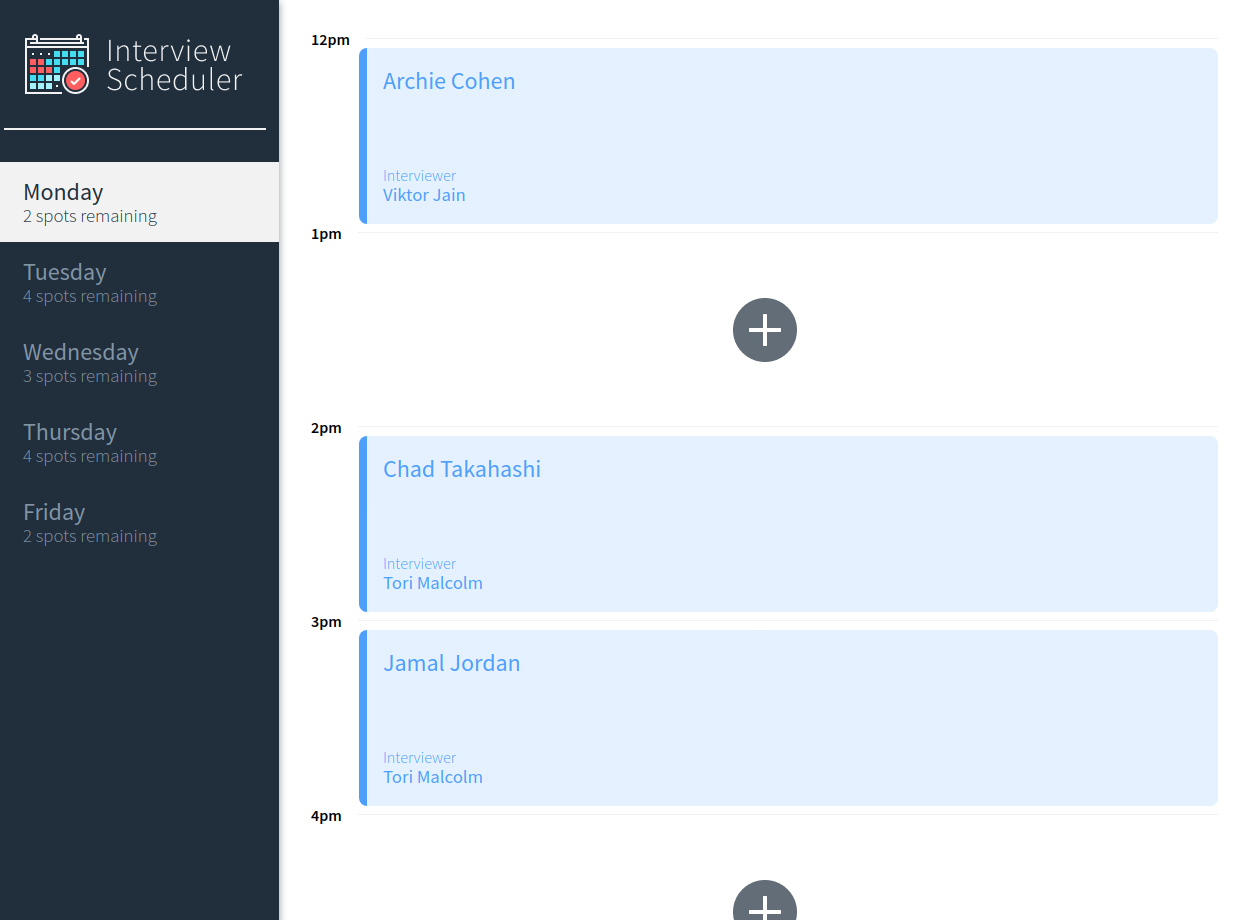 Interview
Scheduler
Monday
2 spots remaining
Tuesday
4 spots remaining
Wednesday
3 spots remaining
Thursday
4 spots remaining
Friday
2 spots remaining
12pm
Archie Cohen
Interviewer
Viktor Jain
1pm
2pm
Chad Takahashi
Interviewer
Tori Malcolm
3pm
Jamal Jordan
Interviewer
Tori Malcolm
4pm